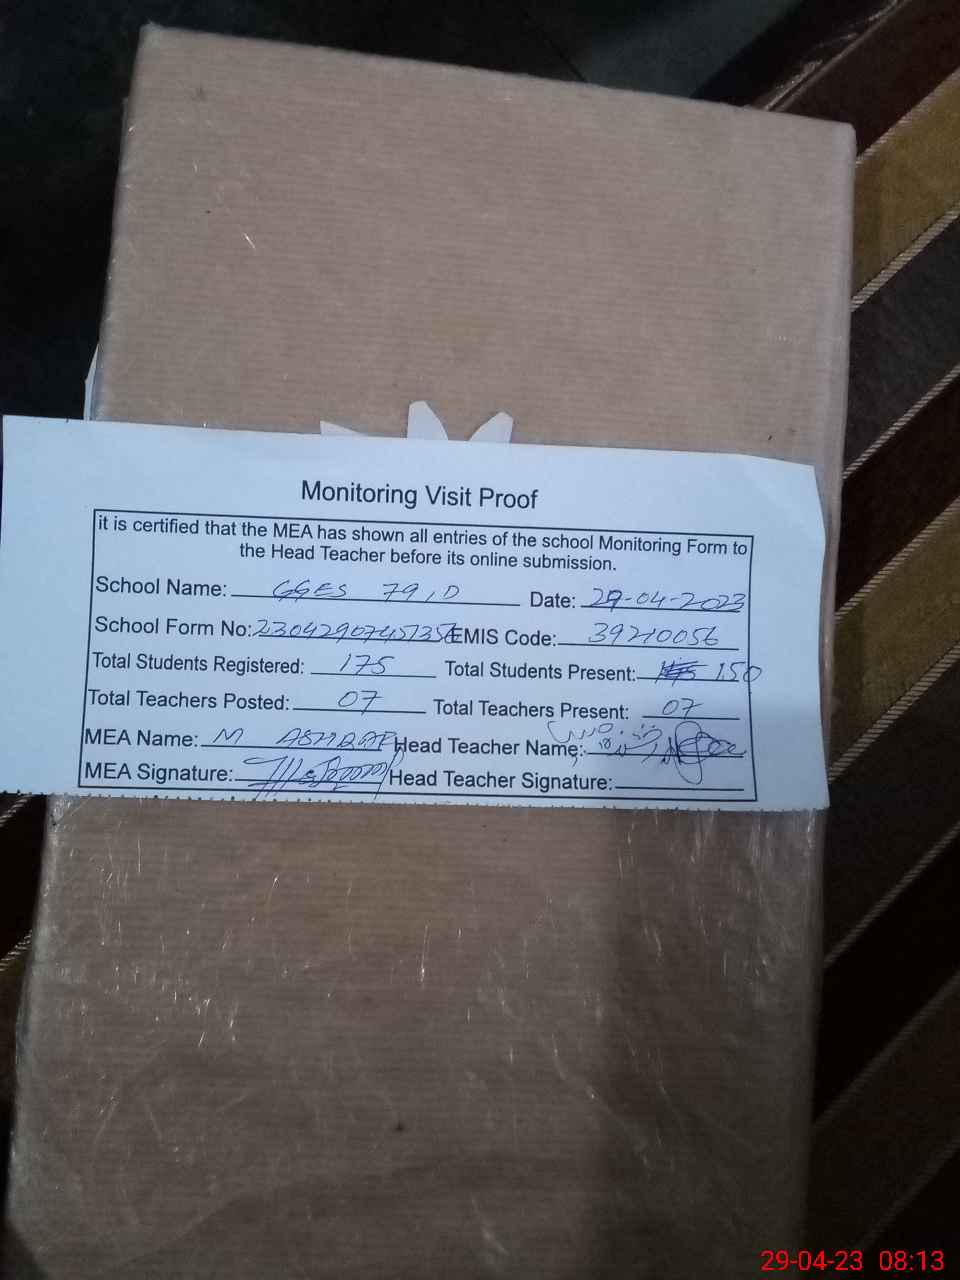 Monitoring Visit Proof
it is certified that the MEA has shown all entries of the school Monitoring Form to
the Head Teacher before its online submission.
School Name: GGES 79, D Date: 29-04-2023
School Form No: EMIS Code: 39210056
Total Students Registered: 175 Total Students Present: 150
Total Teachers Posted: 07 Total Teachers Present: 07
MEA Name: M ASHRAF Head Teacher Name:
MEA Signature: Head Teacher Signature:
29-04-23 08:13